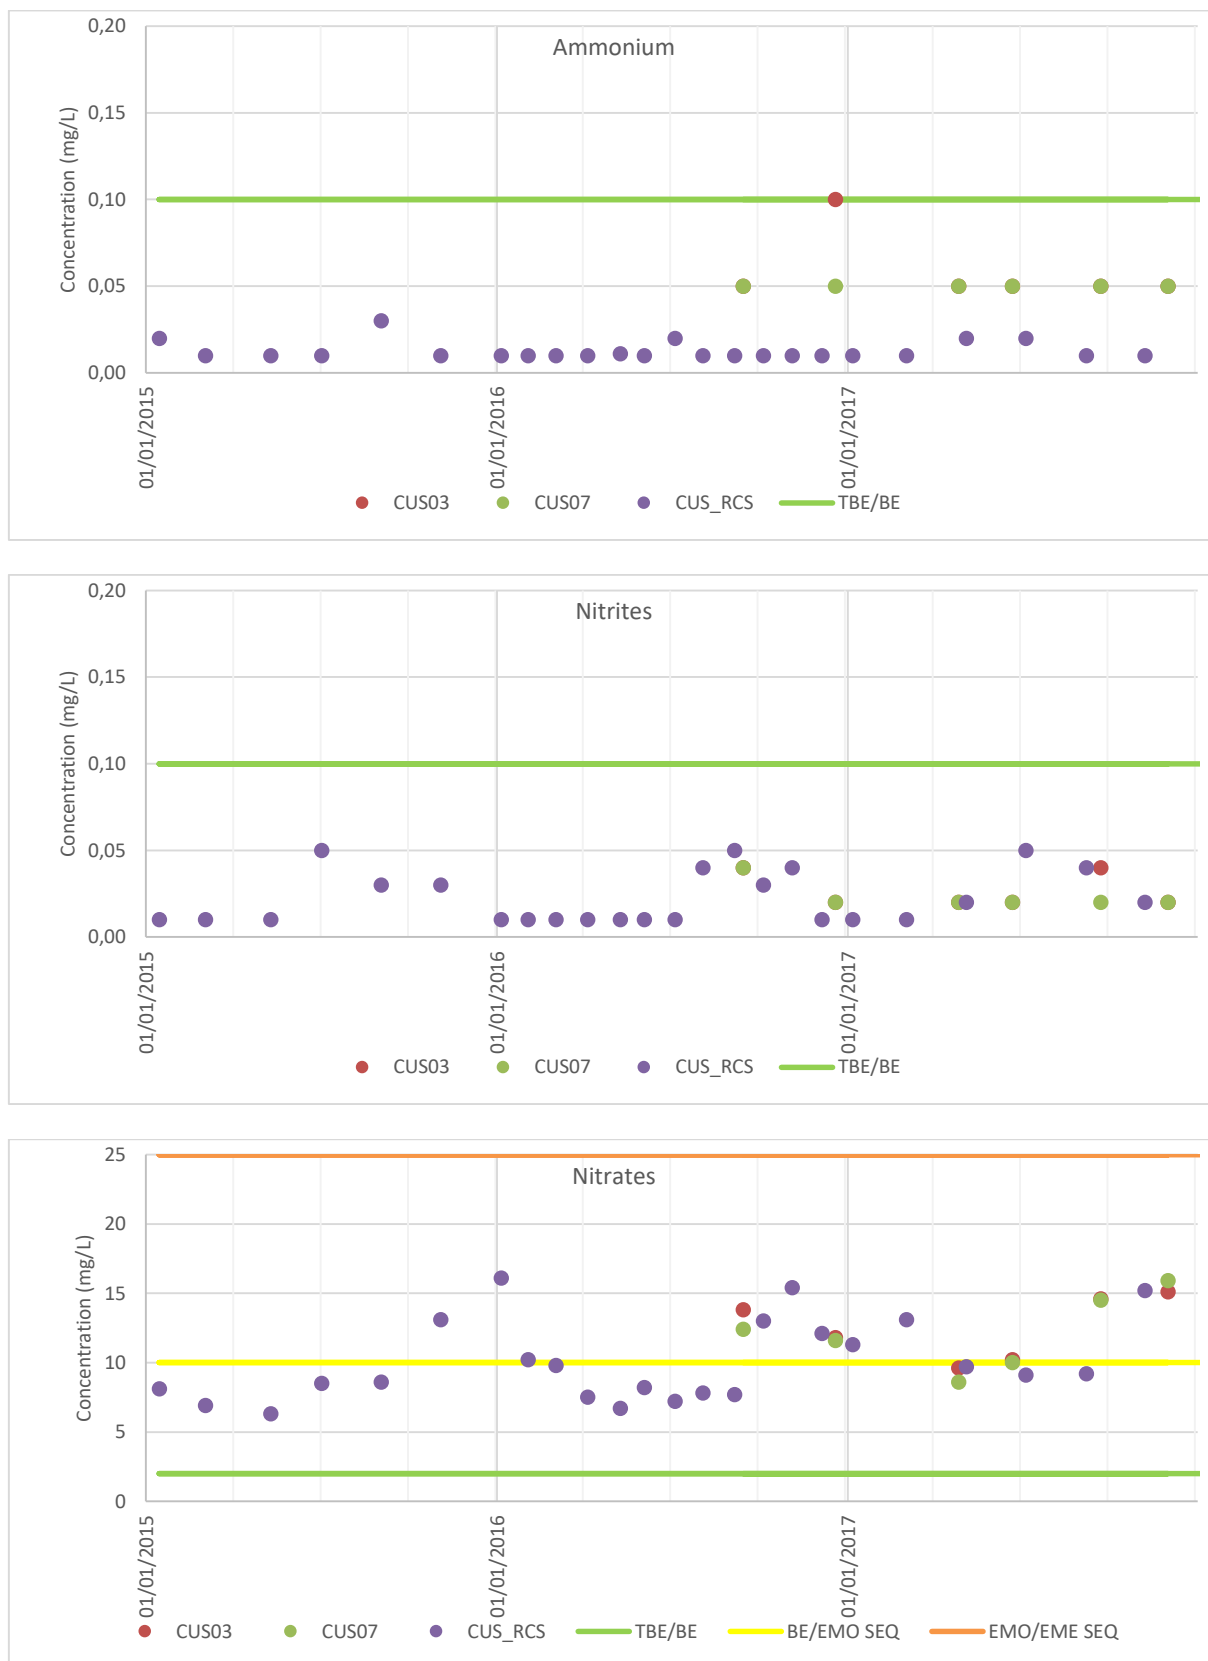 Ammonium
Concentration (mg/L)
0,20
0,15
0,10
0,05
0,00
01/01/2015
01/01/2016
01/01/2017
CUS03 CUS07 CUS_RCS TBE/BE
Nitrites
Concentration (mg/L)
0,20
0,15
0,10
0,05
0,00
01/01/2015
01/01/2016
01/01/2017
CUS03 CUS07 CUS_RCS TBE/BE
Nitrates
Concentration (mg/L)
25
20
15
10
5
0
01/01/2015
01/01/2016
01/01/2017
CUS03 CUS07 CUS_RCS TBE/BE BE/EMO SEQ EMO/EME SEQ